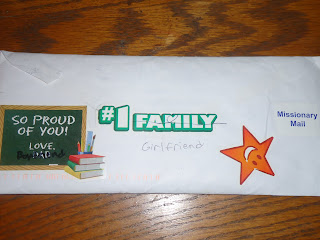 SO PROUD
OF YOU!
LOVE,
#1 FAMILY
Girlfriend
Missionary
Mail